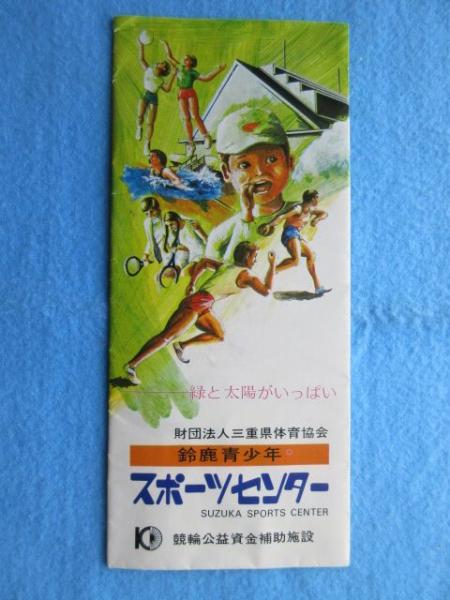 緑と太陽がいっぱい
財団法人三重県体育協会
鈴鹿青少年
スポーツセンター
SUZUKA SPORTS CENTER
競輪公益資金補助施設